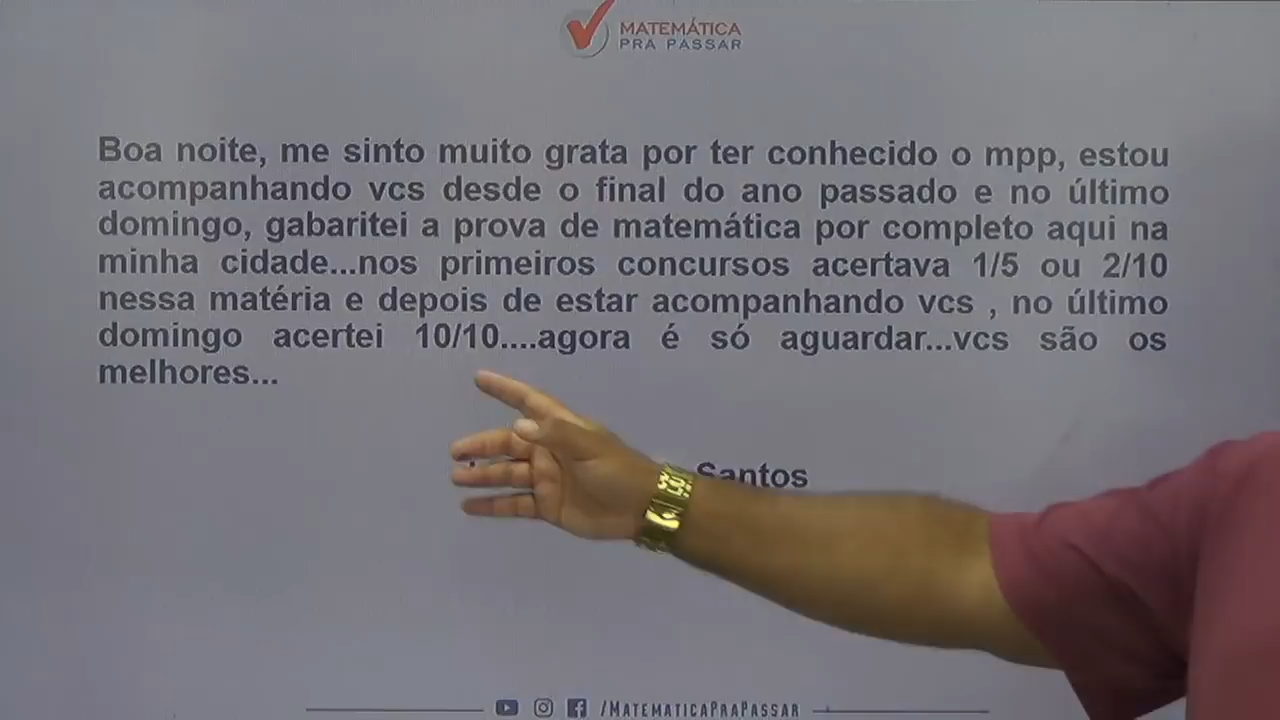 MATEMÁTICA
PRA PASSAR
Boa noite, me sinto muito grata por ter conhecido o mpp, estou
acompanhando vcs desde o final do ano passado e no último
domingo, gabaritei a prova de matemática por completo aqui na
minha cidade...nos primeiros concursos acertava 1/5 ou 2/10
nessa matéria e depois de estar acompanhando vcs , no último
domingo acertei 10/10....agora é só aguardar...vcs são os
melhores...
Santos
/MATEMATICAPRAPASSAR